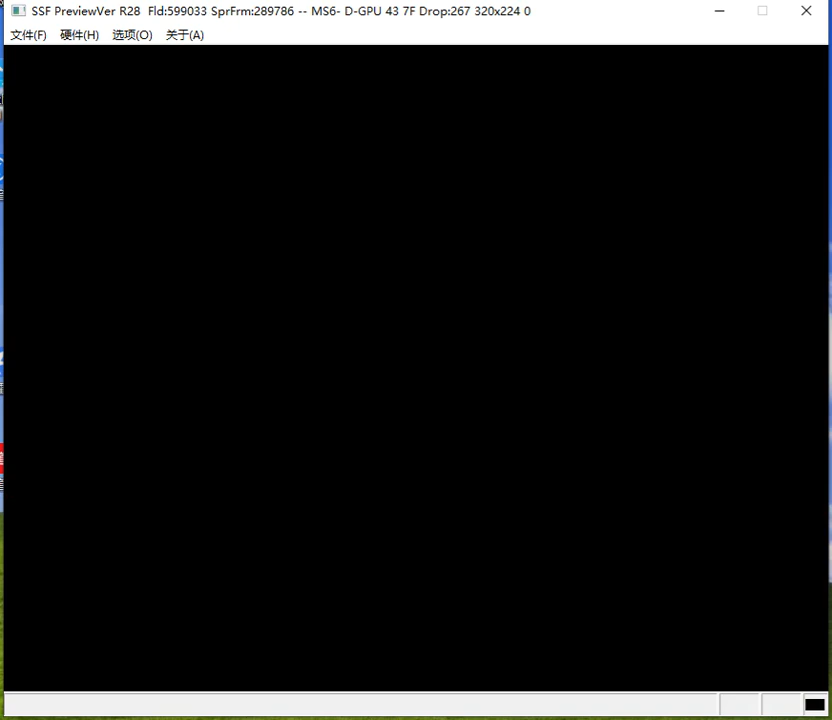 SSF PreviewVer R28 Fld:599033 SprFrm:289786 -- MS6- D-GPU 43 7F Drop:267 320x224 0
文件(F) 硬件(H) 选项(O) 关于(A)